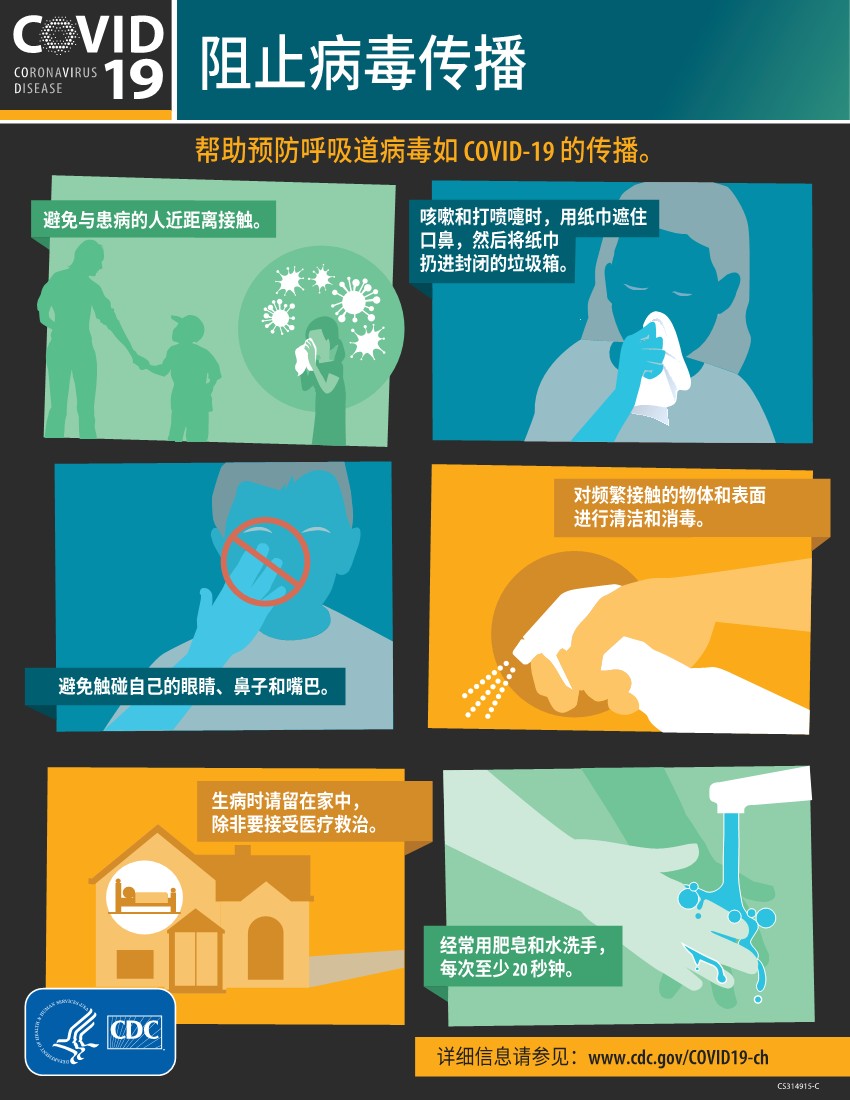 COVID
CORONAVIRUS
DISEASE
19
阻止病毒传播
帮助预防呼吸道病毒如 COVID-19 的传播。
避免与患病的人近距离接触。
咳嗽和打喷嚏时，用纸巾遮住
口鼻，然后将纸巾
扔进封闭的垃圾箱。
避免触碰自己的眼睛、鼻子和嘴巴。
对频繁接触的物体和表面
进行清洁和消毒。
生病时请留在家中，
除非要接受医疗救治。
经常用肥皂和水洗手，
每次至少 20 秒钟。
DEPARTMENT OF HEALTH & HUMAN SERVICES • USA
CDC
详细信息请参见：www.cdc.gov/COVID19-ch
CS314915-C